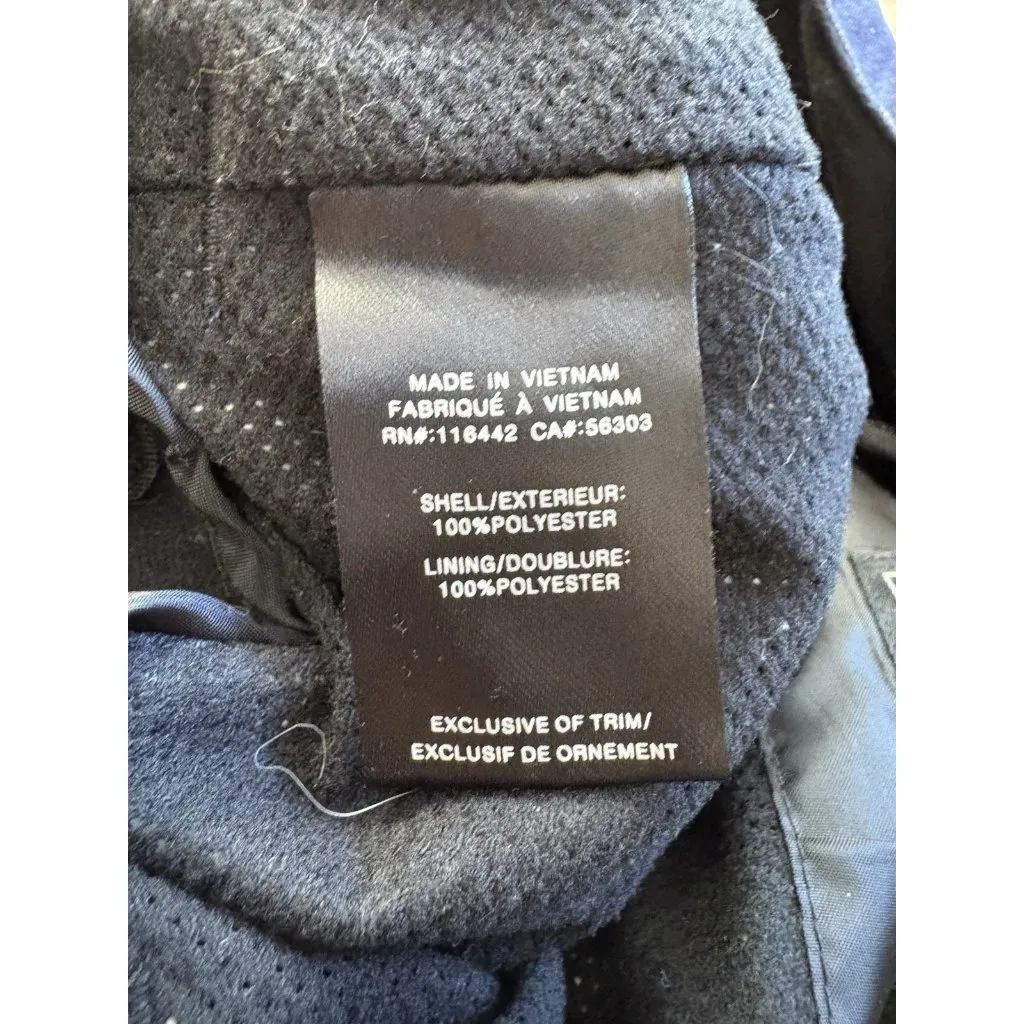 MADE IN VIETNAM
FABRIQUÉ À VIETNAM
RN#:116442 CA#:56303
SHELL/EXTERIEUR:
100%POLYESTER
LINING/DOUBLURE:
100%POLYESTER
EXCLUSIVE OF TRIM/
EXCLUSIF DE ORNEMENT